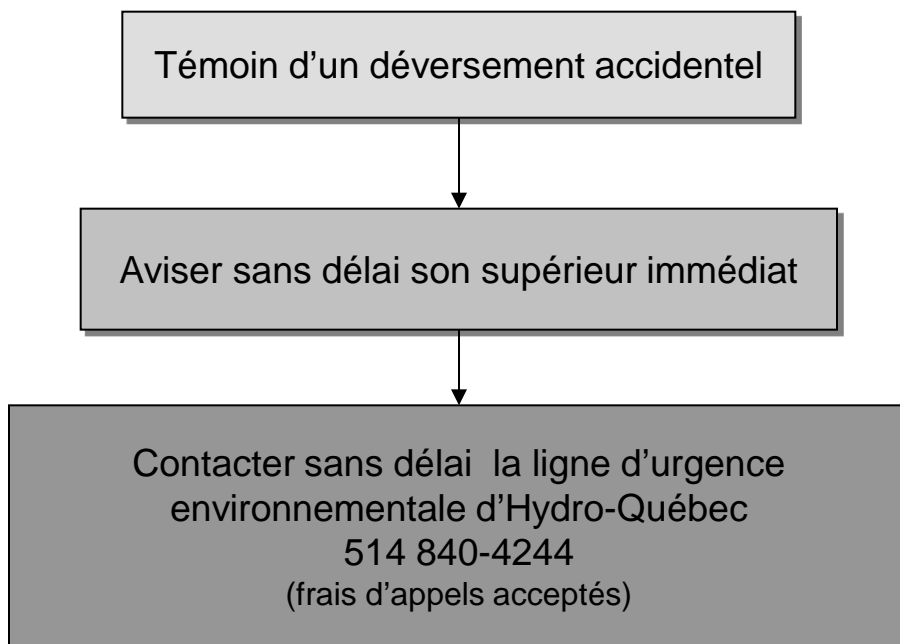 Témoin d’un déversement accidentel
Aviser sans délai son supérieur immédiat
Contacter sans délai  la ligne d’urgence
environnementale d’Hydro-Québec
514 840-4244
(frais d’appels acceptés)